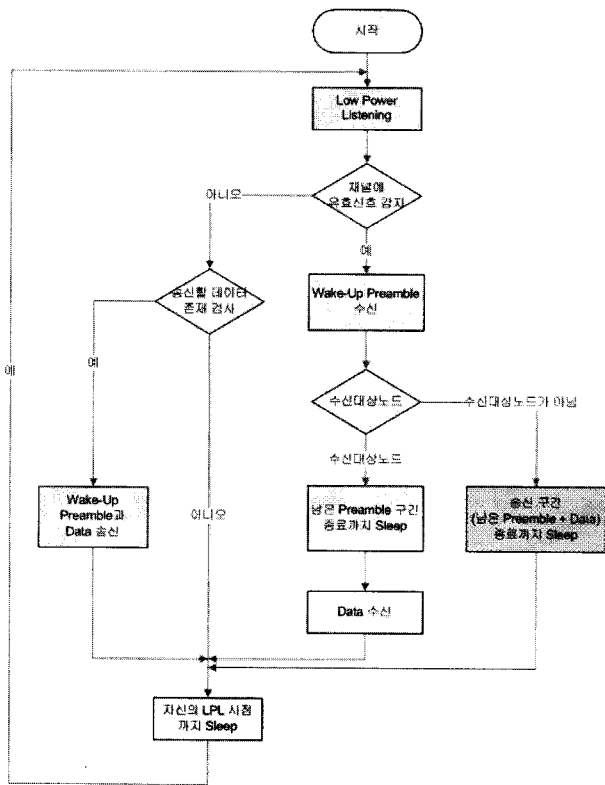 시작
Low Power
Listening
채널에
유효신호 감지
아니오
예
송신할 데이터
존재 검사
Wake-Up Preamble
수신
예
예
수신대상노드
수신대상노드가 아님
수신대상노드
Wake-Up
Preamble과
Data 송신
아니오
남은 Preamble 구간
종료까지 Sleep
송신 구간
(남은 Preamble + Data)
종료까지 Sleep
Data 수신
자신의 LPL 시점
까지 Sleep